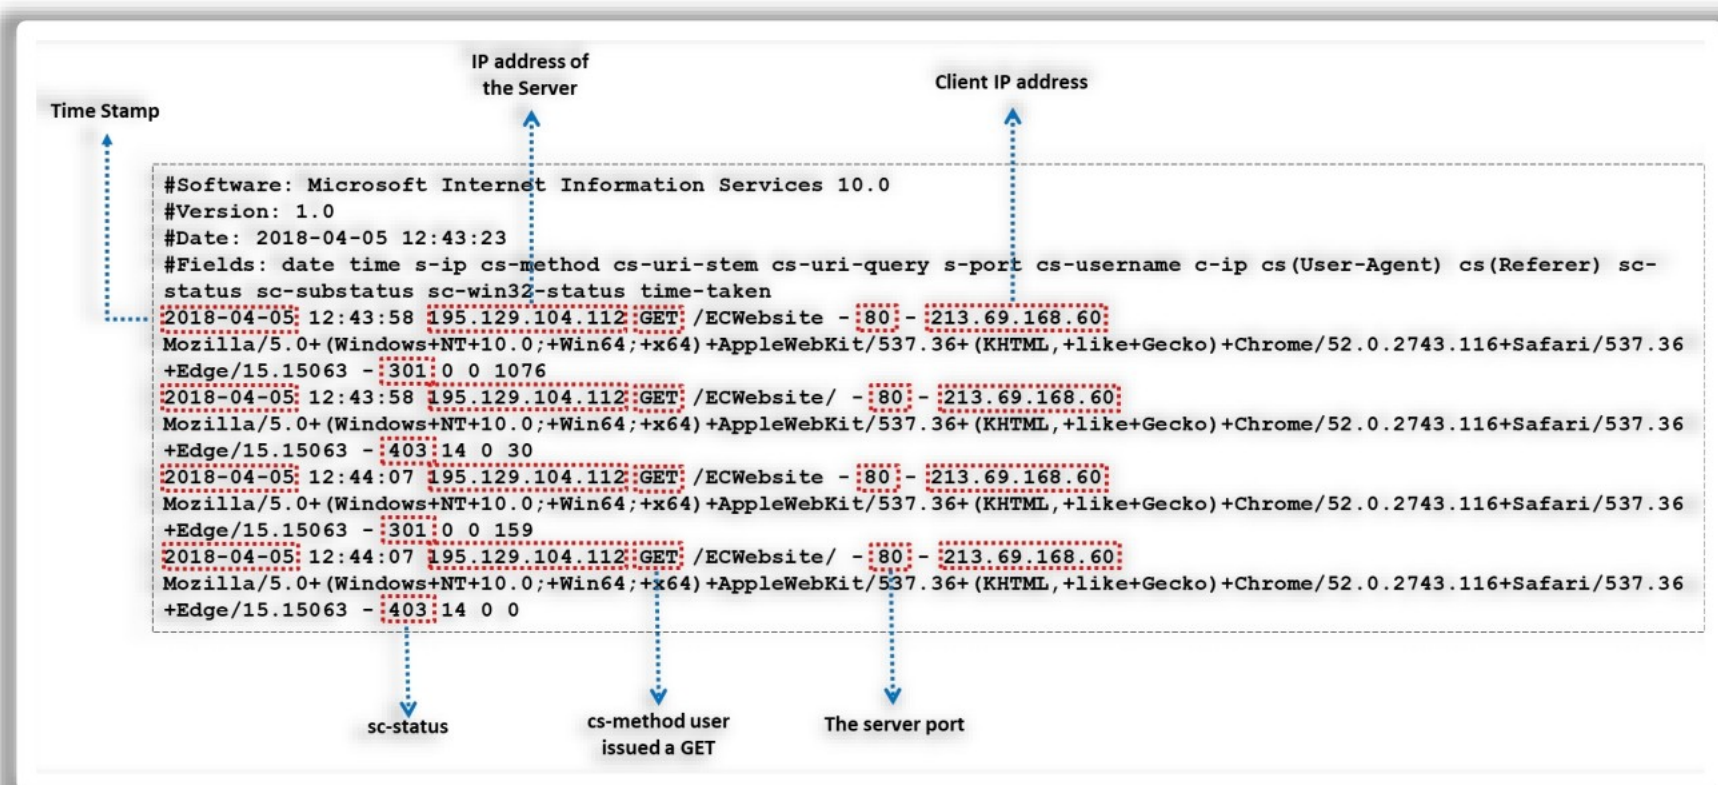 IP address of
the Server
Client IP address
Time Stamp
#Software: Microsoft Internet Information Services 10.0
#Version: 1.0
#Date: 2018-04-05 12:43:23
#Fields: date time s-ip cs-method cs-uri-stem cs-uri-query s-port cs-username c-ip cs(User-Agent) cs(Referer) sc-
status sc-substatus sc-win32-status time-taken
2018-04-05 12:43:58 195.129.104.112 GET /ECWebsite - 80 - 213.69.168.60
Mozilla/5.0+(Windows+NT+10.0;+Win64;+x64)+AppleWebKit/537.36+(KHTML,+like+Gecko)+Chrome/52.0.2743.116+Safari/537.36
+Edge/15.15063 - 301 0 0 1076
2018-04-05 12:43:58 195.129.104.112 GET /ECWebsite/ - 80 - 213.69.168.60
Mozilla/5.0+(Windows+NT+10.0;+Win64;+x64)+AppleWebKit/537.36+(KHTML,+like+Gecko)+Chrome/52.0.2743.116+Safari/537.36
+Edge/15.15063 - 403 14 0 30
2018-04-05 12:44:07 195.129.104.112 GET /ECWebsite - 80 - 213.69.168.60
Mozilla/5.0+(Windows+NT+10.0;+Win64;+x64)+AppleWebKit/537.36+(KHTML,+like+Gecko)+Chrome/52.0.2743.116+Safari/537.36
+Edge/15.15063 - 301 0 0 159
2018-04-05 12:44:07 195.129.104.112 GET /ECWebsite/ - 80 - 213.69.168.60
Mozilla/5.0+(Windows+NT+10.0;+Win64;+x64)+AppleWebKit/537.36+(KHTML,+like+Gecko)+Chrome/52.0.2743.116+Safari/537.36
+Edge/15.15063 - 403 14 0 0
sc-status
cs-method user
issued a GET
The server port